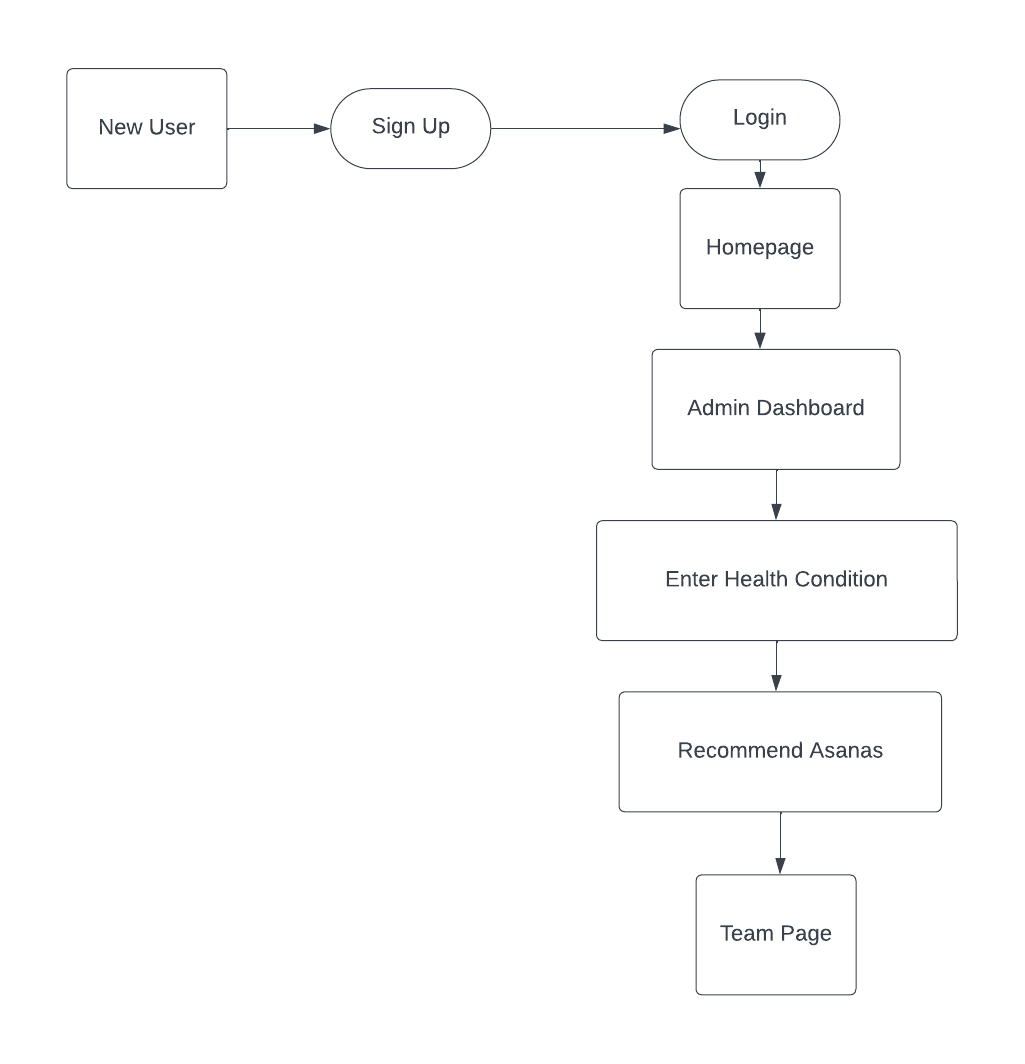 New User
Sign Up
Login
Homepage
Admin Dashboard
Enter Health Condition
Recommend Asanas
Team Page